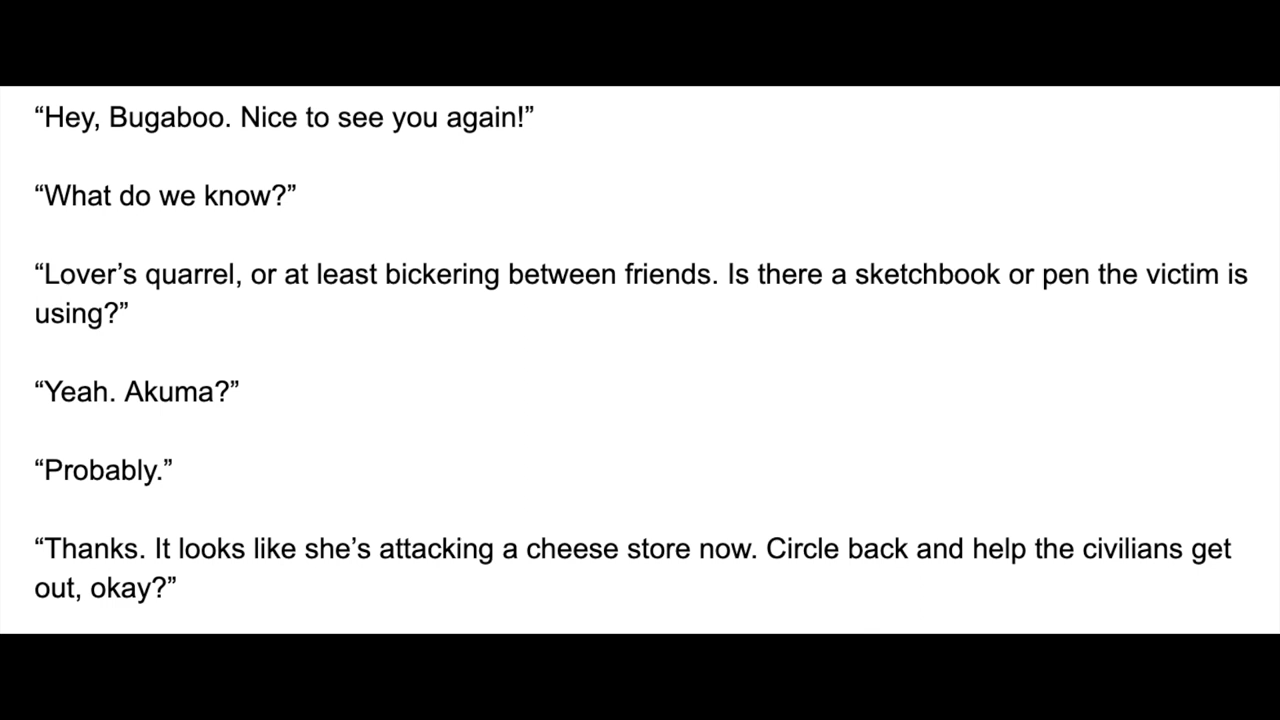 “Hey, Bugaboo. Nice to see you again!”
“What do we know?”
“Lover’s quarrel, or at least bickering between friends. Is there a sketchbook or pen the victim is
using?”
“Yeah. Akuma?”
“Probably.”
“Thanks. It looks like she’s attacking a cheese store now. Circle back and help the civilians get
out, okay?”